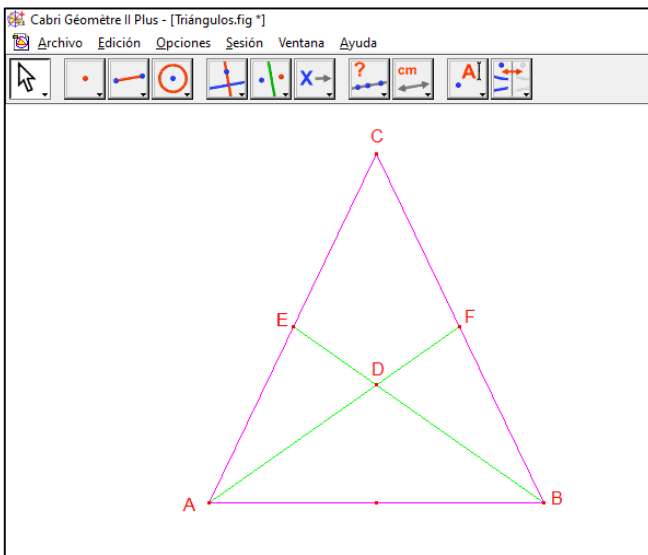 Cabri Géomètre II Plus - [Triángulos.fig *]
Archivo Edición Opciones Sesión Ventana Ayuda
X ? cm A
C
E F
D
A B